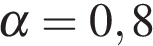 α = 0, 8